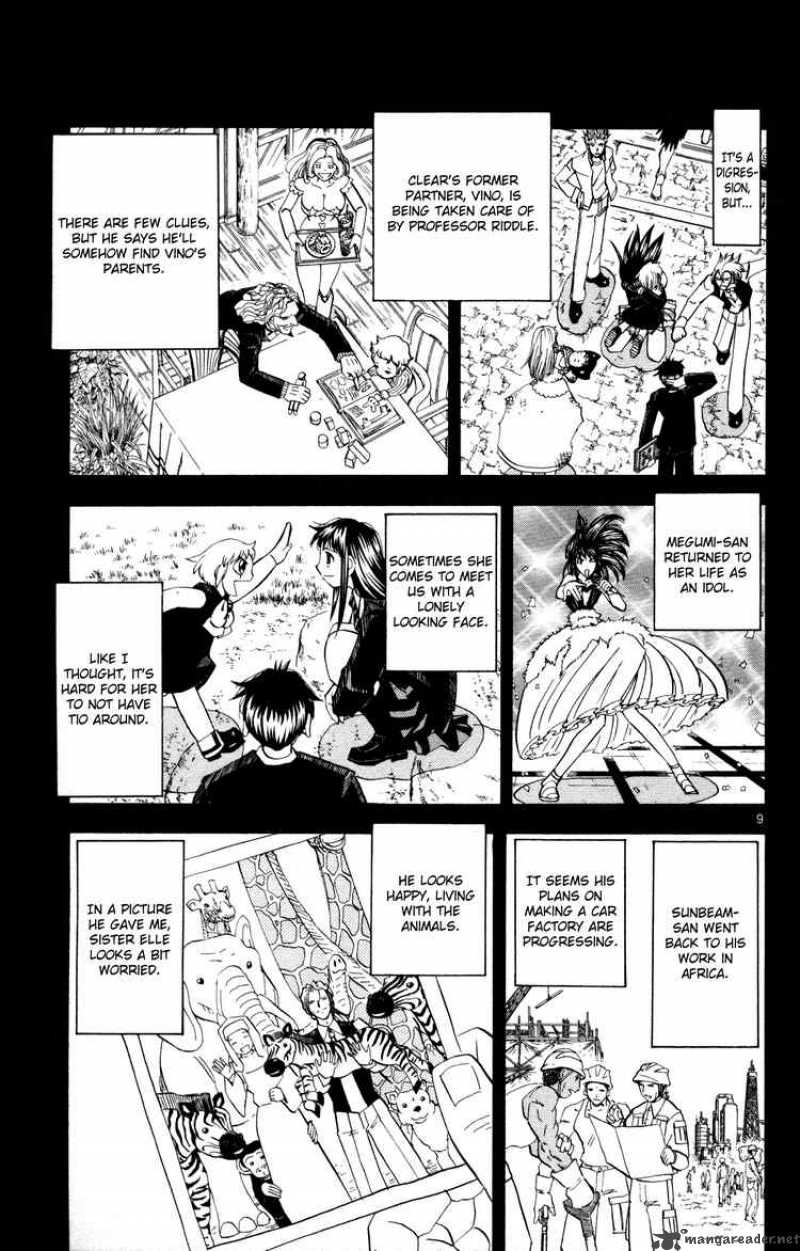 IT'S A
DIGRES-
SION,
BUT...
CLEAR'S FORMER
PARTNER, VINO, IS
BEING TAKEN CARE OF
BY PROFESSOR RIDDLE.
THERE ARE FEW CLUES,
BUT HE SAYS HE'LL
SOMEHOW FIND VINO'S
PARENTS.
MEGUMI-SAN
RETURNED TO
HER LIFE AS
AN IDOL.
SOMETIMES SHE
COMES TO MEET
US WITH A
LONELY
LOOKING FACE.
LIKE I
THOUGHT, IT'S
HARD FOR HER
TO NOT HAVE
TIO AROUND.
9
SUNBEAM-
SAN WENT
BACK TO HIS
WORK IN
AFRICA.
IT SEEMS HIS
PLANS ON
MAKING A CAR
FACTORY ARE
PROGRESSING.
HE LOOKS
HAPPY, LIVING
WITH THE
ANIMALS.
IN A PICTURE
HE GAVE ME,
SISTER ELLE
LOOKS A BIT
WORRIED.
mangareader.net